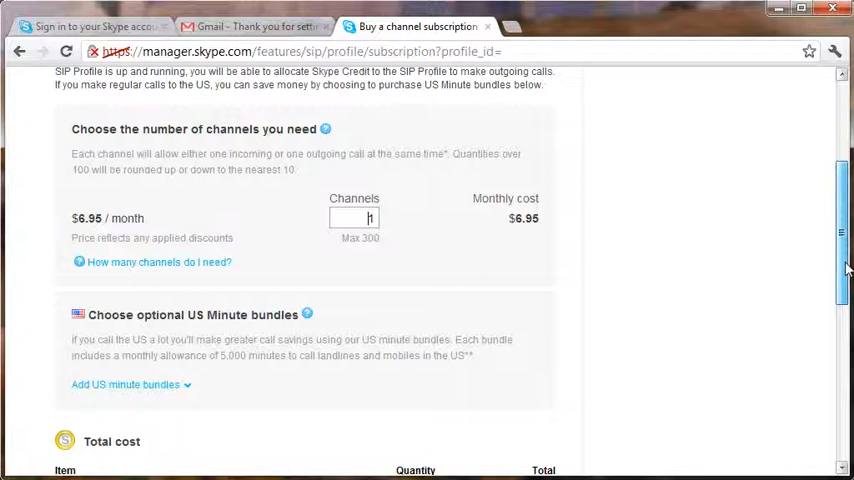 Sign in to your Skype accou
Gmail - Thank you for settin
Buy a channel subscription
https://manager.skype.com/features/sip/profile/subscription?profile_id=
SIP Profile is up and running, you will be able to allocate Skype Credit to the SIP Profile to make outgoing calls.
If you make regular calls to the US, you can save money by choosing to purchase US Minute bundles below.
Choose the number of channels you need ?
Each channel will allow either one incoming or one outgoing call at the same time*. Quantities over
100 will be rounded up or down to the nearest 10.
Channels Monthly cost
$6.95 / month 1 $6.95
Price reflects any applied discounts Max 300
? How many channels do I need?
Choose optional US Minute bundles ?
If you call the US a lot you'll make greater call savings using our US minute bundles. Each bundle
includes a monthly allowance of 5,000 minutes to call landlines and mobiles in the US**
Add US minute bundles
Total cost
Item Quantity Total